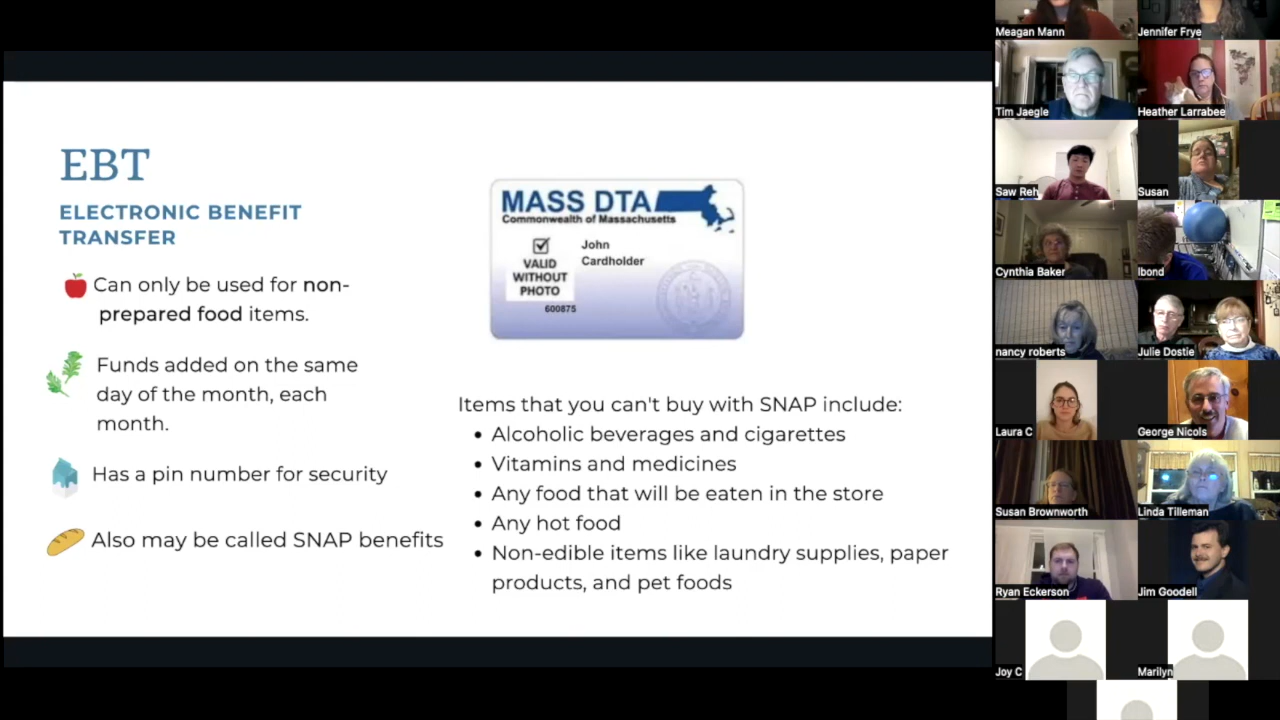 EBT
ELECTRONIC BENEFIT
TRANSFER
Can only be used for non-
prepared food items.
Funds added on the same
day of the month, each
month.
Has a pin number for security
Also may be called SNAP benefits
MASS DTA
Commonwealth of Massachusetts
VALID
WITHOUT
PHOTO
600875
John
Cardholder
Items that you can't buy with SNAP include:
• Alcoholic beverages and cigarettes
• Vitamins and medicines
• Any food that will be eaten in the store
• Any hot food
• Non-edible items like laundry supplies, paper
products, and pet foods
Meagan Mann
Jennifer Frye
Tim Jaegle
Heather Larrabee
Saw Reh
Susan
Cynthia Baker
lbond
nancy roberts
Julie Dostie
Laura C
George Nicols
Susan Brownworth
Linda Tilleman
Ryan Eckerson
Jim Goodell
Joy C
Marilyn